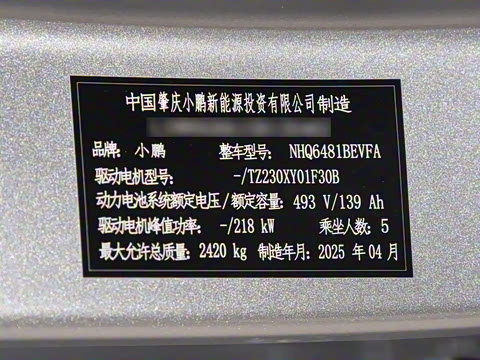 中国肇庆小鹏新能源投资有限公司制造
品牌: 小鹏 整车型号: NHQ6481BEVFA
驱动电机型号: -/TZ230XY01F30B
动力电池系统额定电压/额定容量: 493 V/139 Ah
驱动电机峰值功率: -/218 kW 乘坐人数: 5
最大允许总质量: 2420 kg 制造年月: 2025 年 04 月